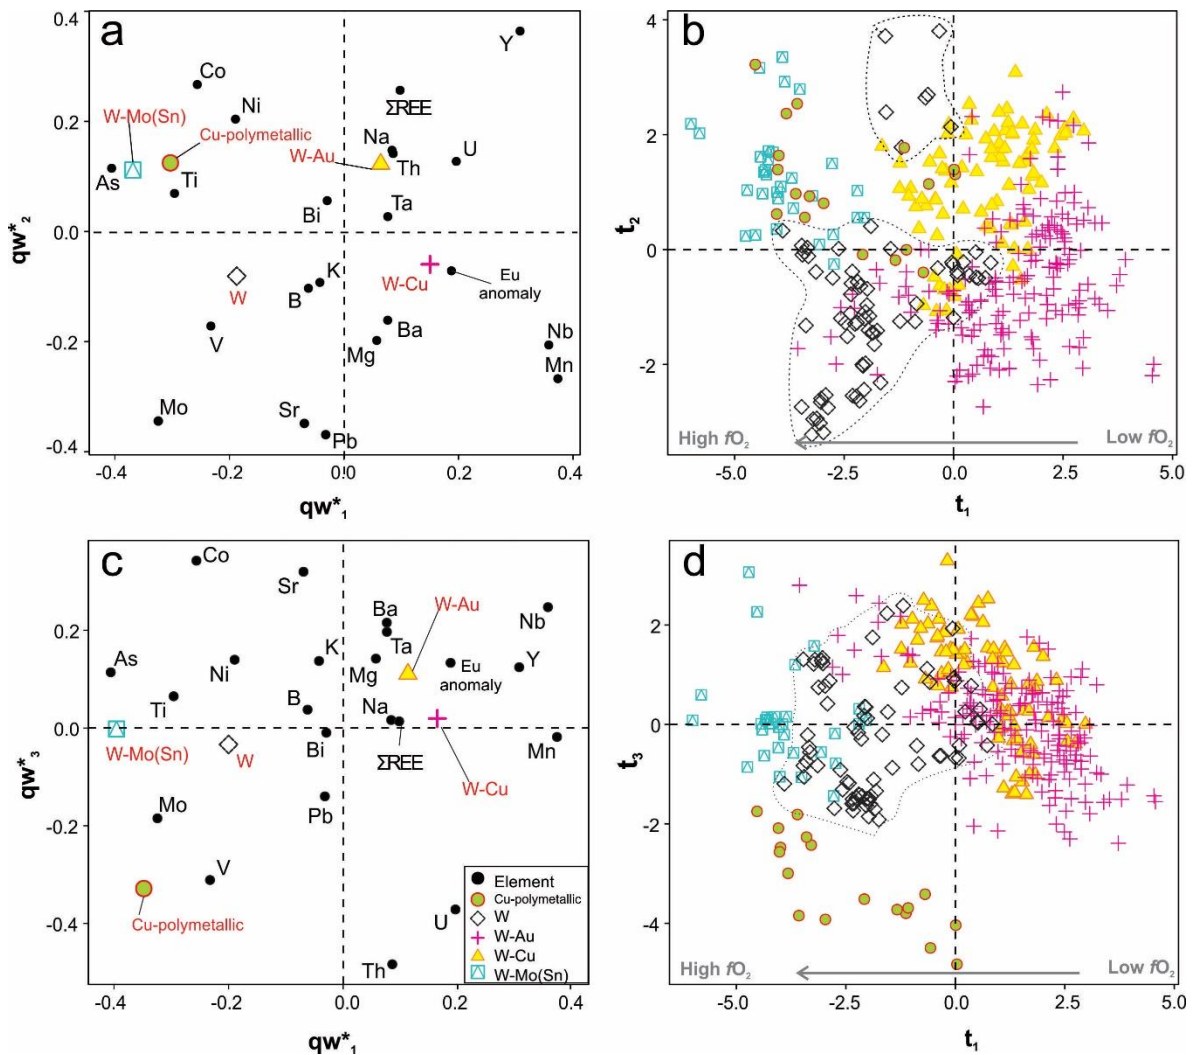 a
0.4
0.2
0.0
-0.2
-0.4
qw*2
Y
Co
ΣREE
Ni
W-Mo(Sn)
Cu-polymetallic
Na
U
W-Au
Th
As
Ti
Bi
Ta
K
W-Cu
Eu
anomaly
W
B
Ba
V
Mg
Nb
Mn
Mo
Sr
Pb
-0.4
-0.2
0.0
0.2
0.4
qw*1
b
4
2
0
-2
t2
High fO2
Low fO2
-5.0
-2.5
0.0
2.5
5.0
t1
c
0.2
0.0
-0.2
-0.4
qw*3
Co
Sr
Ba
W-Au
Nb
K
Ta
As
Ni
Mg
Eu
anomaly
Y
Ti
B
Na
W-Mo(Sn)
W
Bi
ΣREE
Mn
Mo
Pb
W-Cu
V
Cu-polymetallic
U
Th
Element
Cu-polymetallic
W
W-Au
W-Cu
W-Mo(Sn)
-0.4
-0.2
0.0
0.2
0.4
qw*1
d
2
0
-2
-4
t3
High fO2
Low fO2
-5.0
-2.5
0.0
2.5
5.0
t1